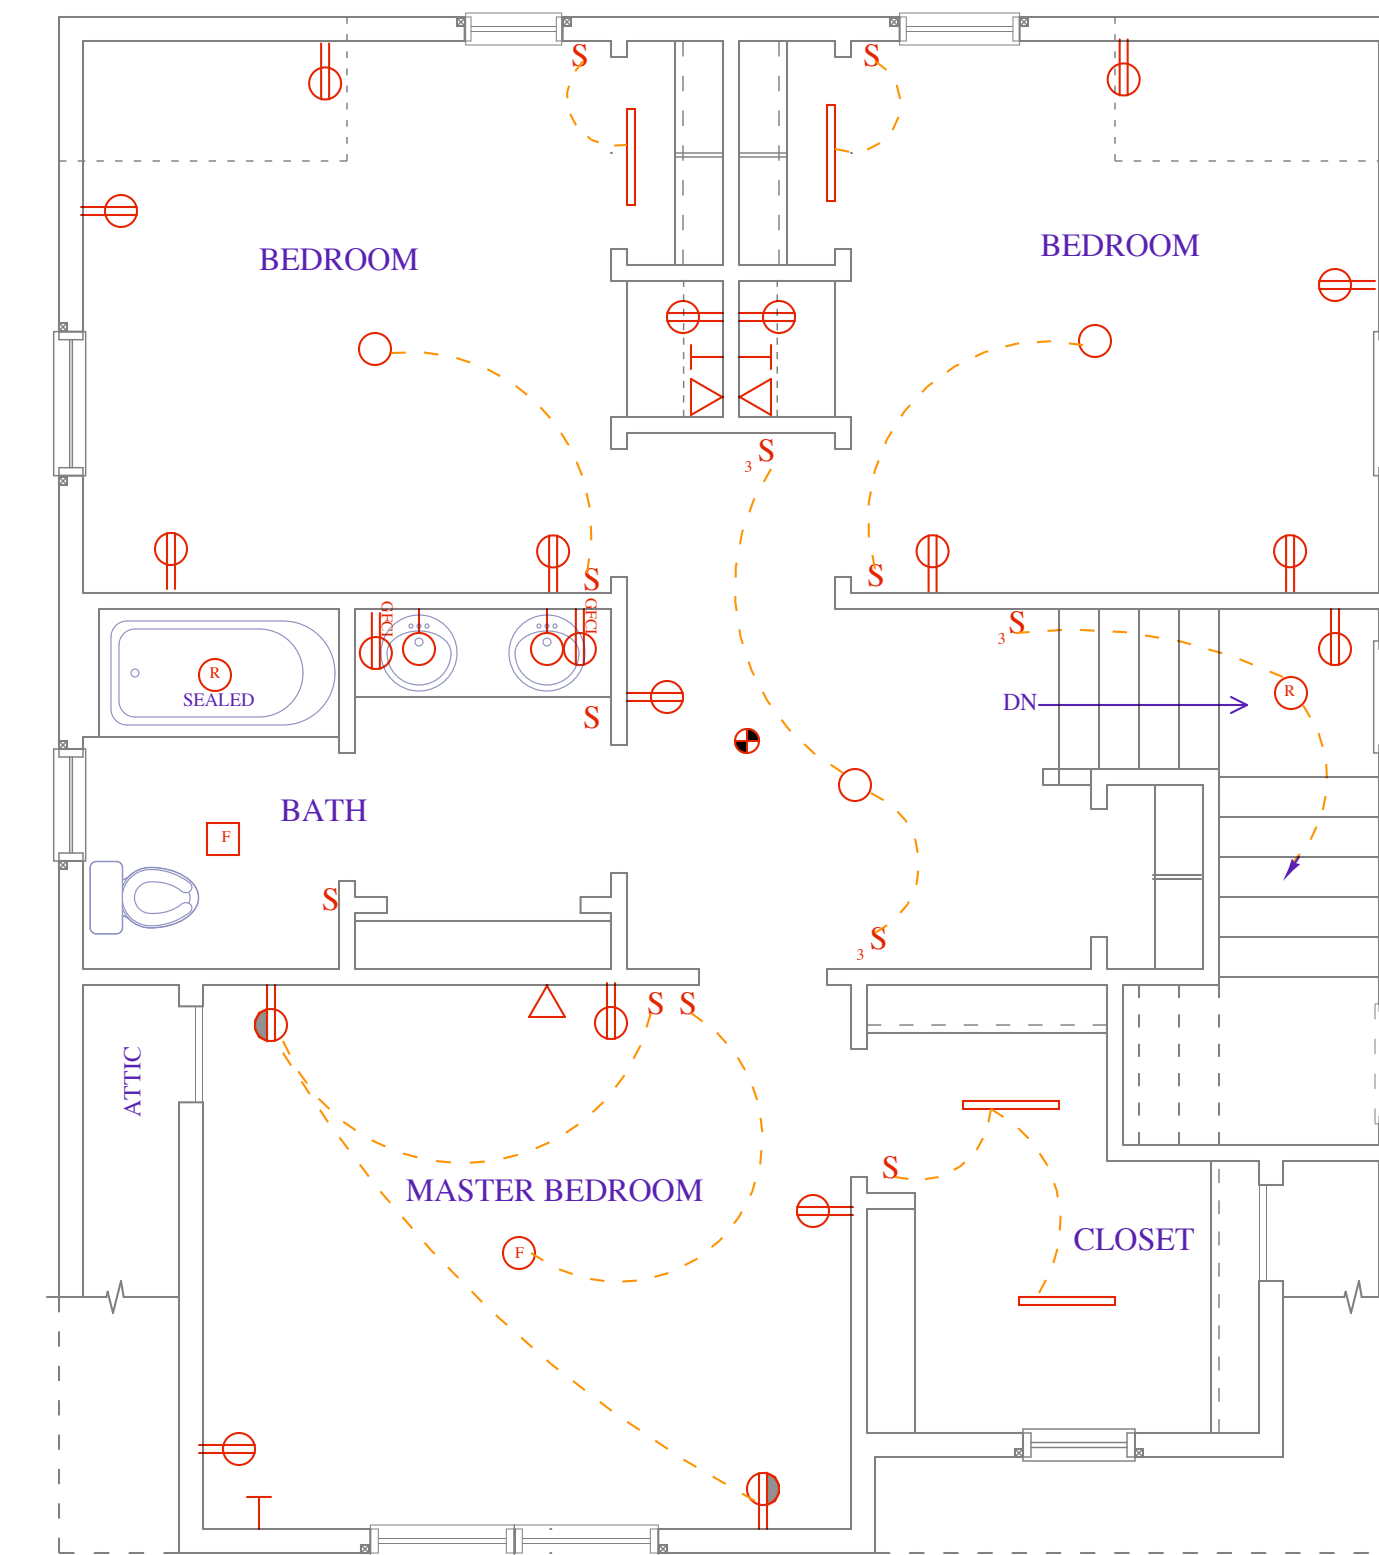 S
S
BEDROOM
BEDROOM
3 S
S
S
GFCI
GFCI
3 S
R
SEALED
R
DN
S
BATH
F
S
3 S
S
S
ATTIC
S
MASTER BEDROOM
CLOSET
F